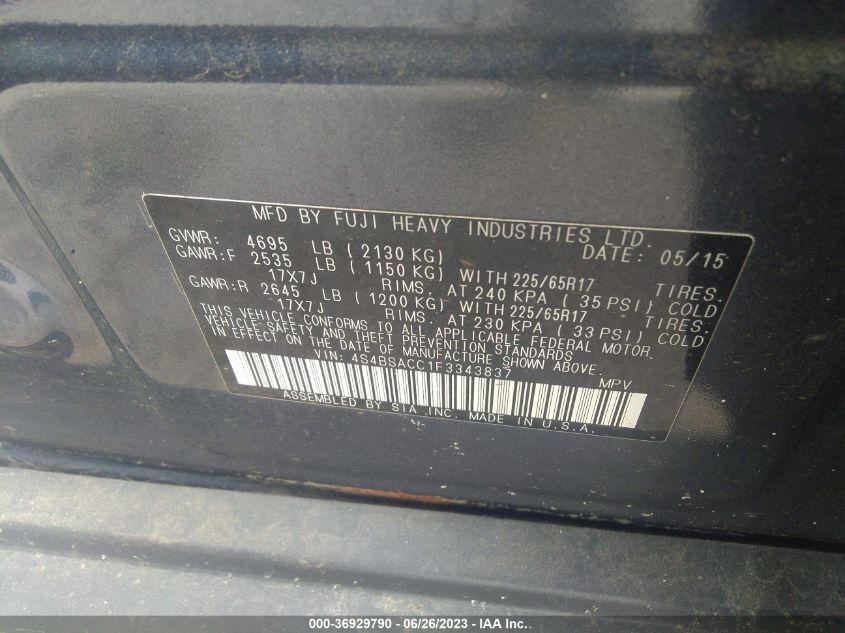 MFD BY FUJI HEAVY INDUSTRIES LTD.
GVWR: 4695 LB (2130 KG) DATE: 05/15
GAWR:F 2535 LB (1150 KG) WITH 225/65R17 TIRES.
17X7J RIMS. AT 240 KPA (35 PSI) COLD
GAWR:R 2645 LB (1200 KG) WITH 225/65R17 TIRES.
17X7J RIMS. AT 230 KPA (33 PSI) COLD
THIS VEHICLE CONFORMS TO ALL APPLICABLE FEDERAL MOTOR
VEHICLE SAFETY AND THEFT PREVENTION STANDARDS
IN EFFECT ON THE DATE OF MANUFACTURE SHOWN ABOVE.
VIN: 4S4BSACC1F3343837 MPV
ASSEMBLED BY SIA INC. MADE IN U.S.A.
000-36929790 - 06/26/2023 - IAA Inc.